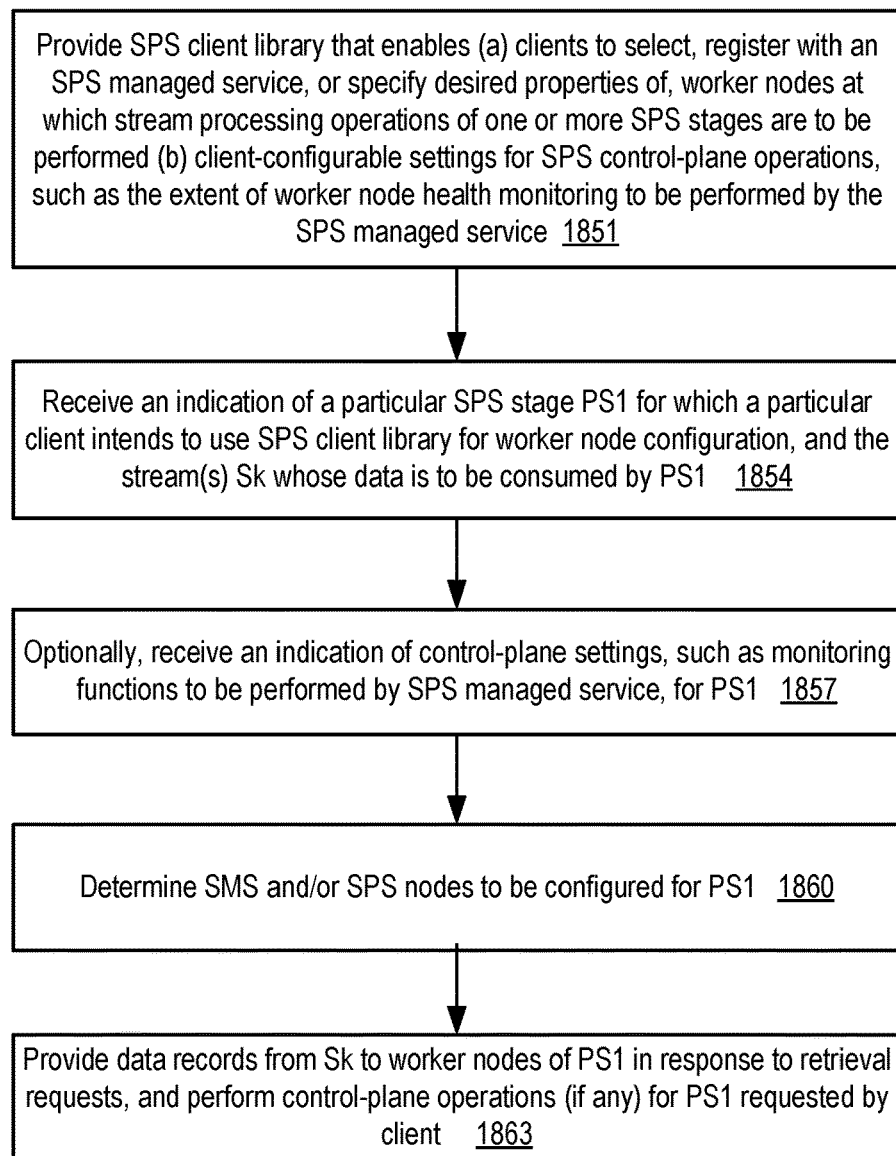 Provide SPS client library that enables (a) clients to select, register with an
SPS managed service, or specify desired properties of, worker nodes at
which stream processing operations of one or more SPS stages are to be
performed (b) client-configurable settings for SPS control-plane operations,
such as the extent of worker node health monitoring to be performed by the
SPS managed service 1851
Receive an indication of a particular SPS stage PS1 for which a particular
client intends to use SPS client library for worker node configuration, and the
stream(s) Sk whose data is to be consumed by PS1 1854
Optionally, receive an indication of control-plane settings, such as monitoring
functions to be performed by SPS managed service, for PS1 1857
Determine SMS and/or SPS nodes to be configured for PS1 1860
Provide data records from Sk to worker nodes of PS1 in response to retrieval
requests, and perform control-plane operations (if any) for PS1 requested by
client 1863